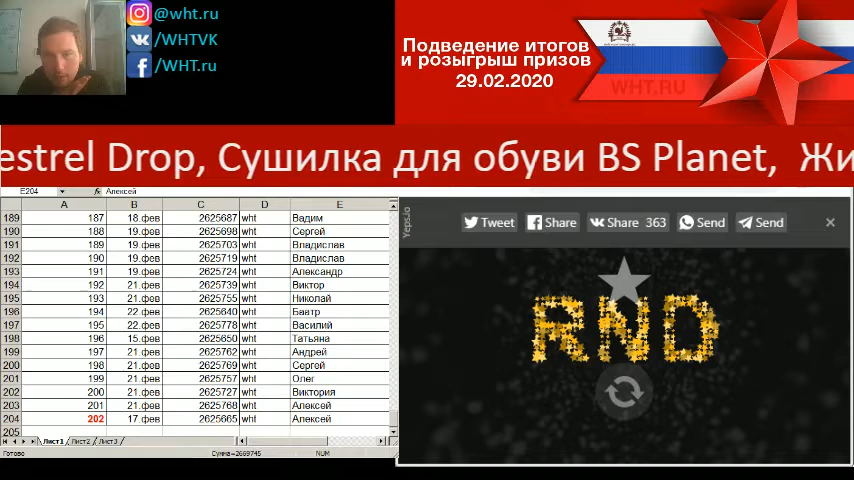 @wht.ru
/WHTVK
/WHT.ru
Подведение итогов
и розыгрыш призов
29.02.2020
WHT.RU
estrel Drop, Сушилка для обуви BS Planet, Жи
E204 fx Алексей
A B C D E
189 187 18.фев 2625687 wht Вадим
190 188 19.фев 2625698 wht Сергей
191 189 19.фев 2625703 wht Владислав
192 190 19.фев 2625719 wht Владислав
193 191 19.фев 2625724 wht Александр
194 192 21.фев 2625739 wht Виктор
195 193 21.фев 2625755 wht Николай
196 194 22.фев 2625640 wht Баатр
197 195 22.фев 2625778 wht Василий
198 196 15.фев 2625650 wht Татьяна
199 197 21.фев 2625762 wht Андрей
200 198 21.фев 2625769 wht Сергей
201 199 21.фев 2625757 wht Олег
202 200 21.фев 2625727 wht Виктория
203 201 21.фев 2625768 wht Алексей
204 202 17.фев 2625665 wht Алексей
205
Лист1 Лист2 Лист3
Готово Сумма=2669745 NUM
Yeps.io
Tweet Share Share 363 Send Send ×
RND